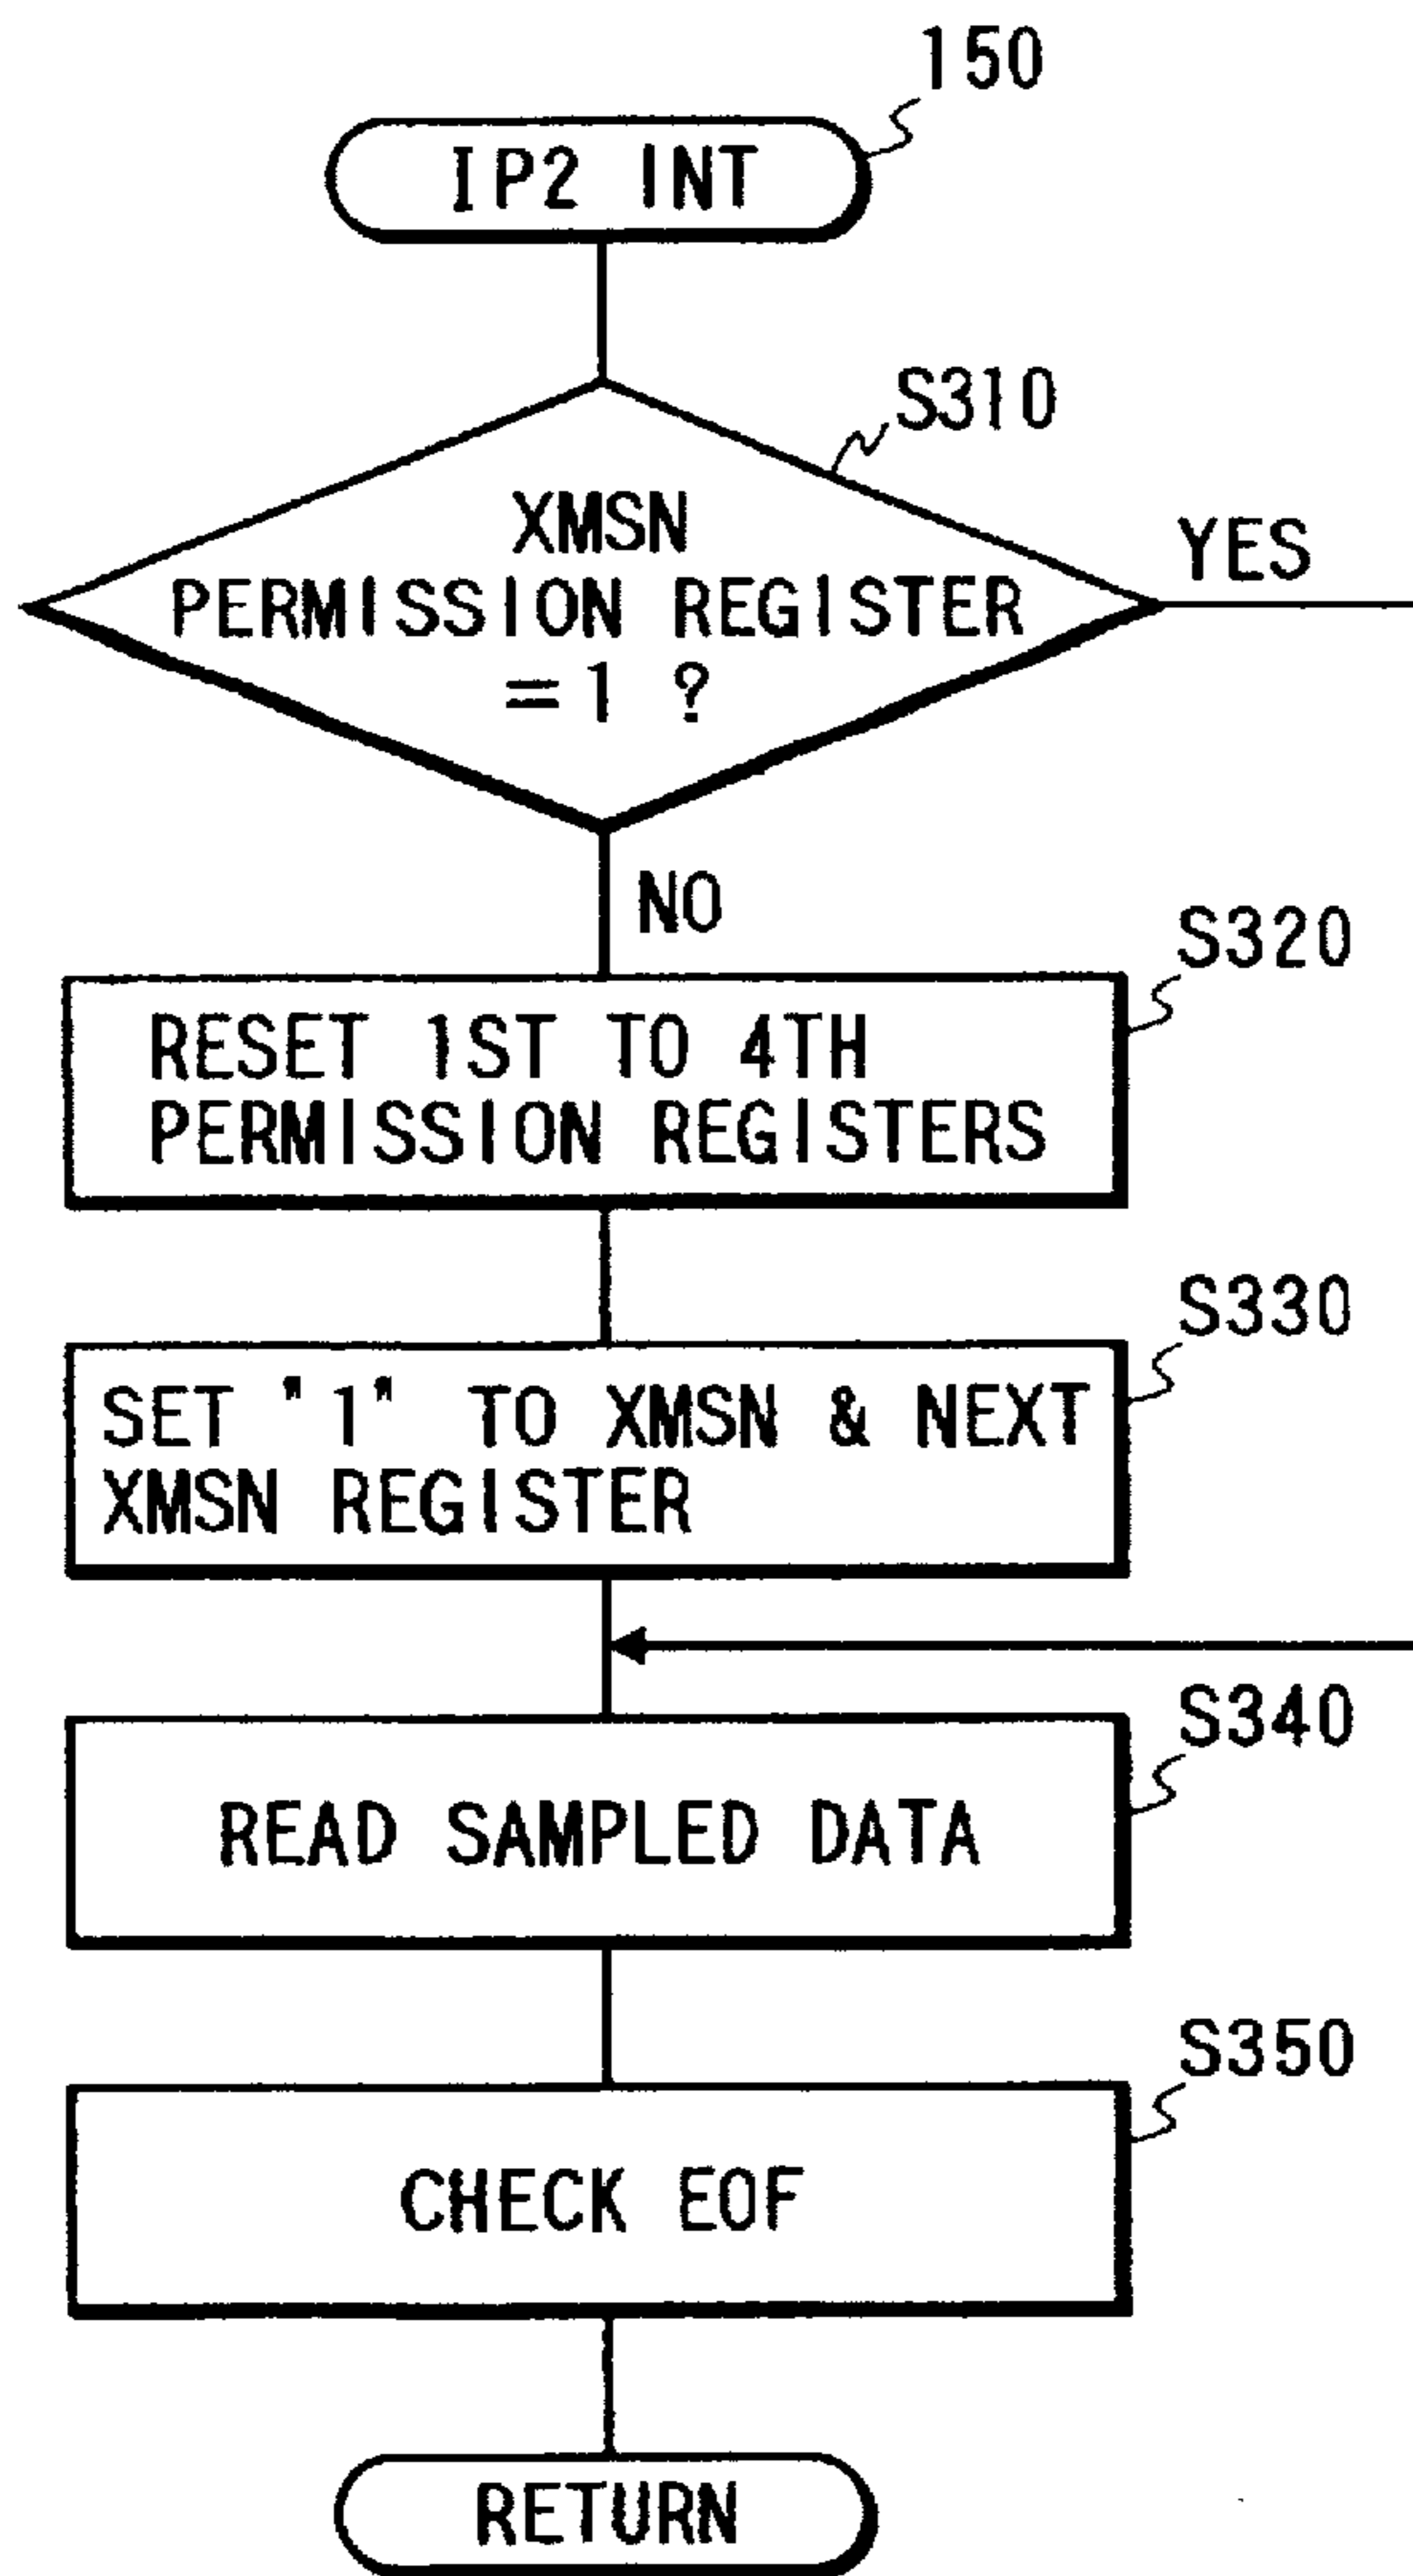 150
IP2 INT
S310
XMSN
PERMISSION REGISTER
=1 ?
YES
NO
S320
RESET 1ST TO 4TH
PERMISSION REGISTERS
S330
SET "1" TO XMSN & NEXT
XMSN REGISTER
S340
READ SAMPLED DATA
S350
CHECK EOF
RETURN